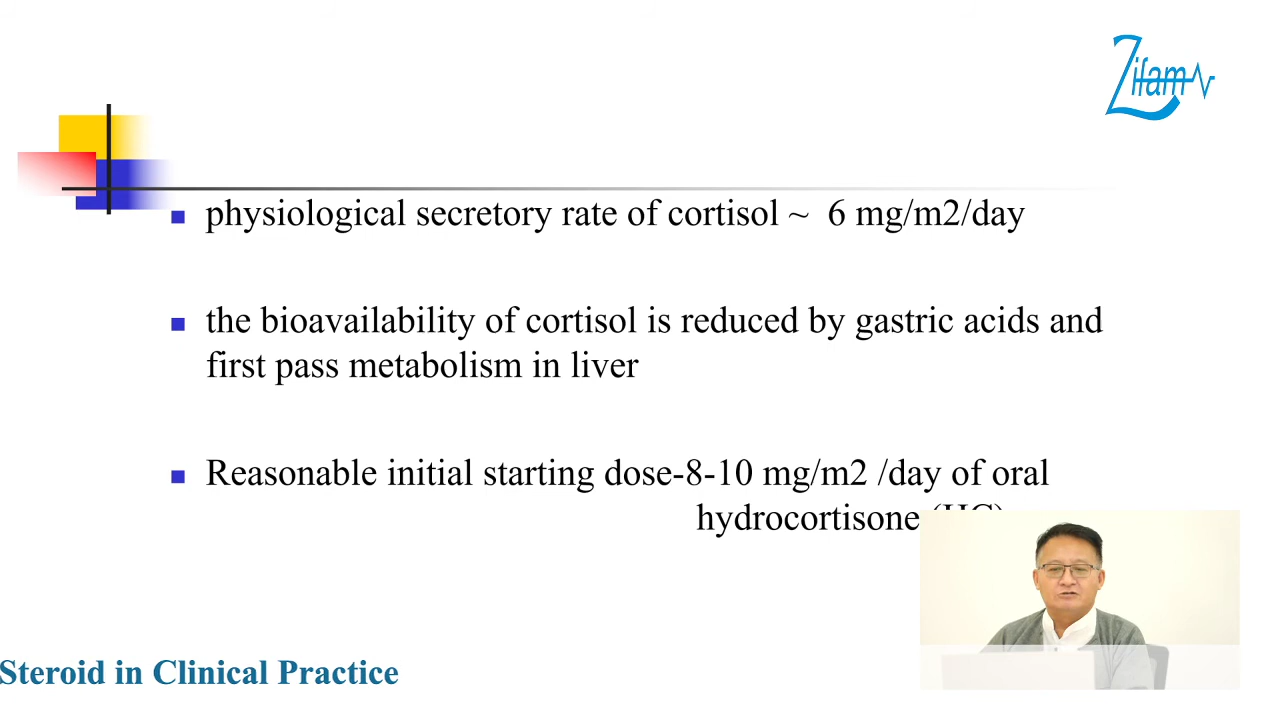 Zifam
physiological secretory rate of cortisol ~ 6 mg/m2/day
the bioavailability of cortisol is reduced by gastric acids and
first pass metabolism in liver
Reasonable initial starting dose-8-10 mg/m2 /day of oral
hydrocortisone (HC)
Steroid in Clinical Practice